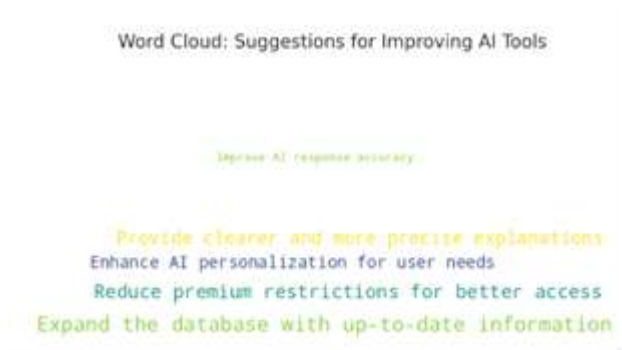 Word Cloud: Suggestions for Improving AI Tools
Improve AI response accuracy
Provide clearer and more precise explanations
Enhance AI personalization for user needs
Reduce premium restrictions for better access
Expand the database with up-to-date information